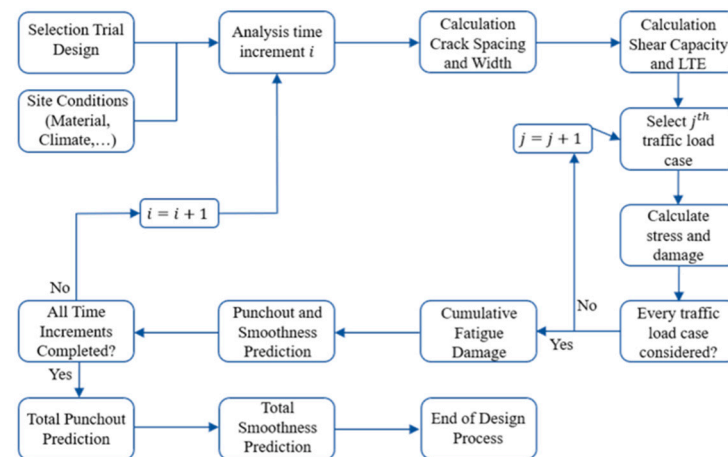 Selection Trial
Design
Analysis time
increment i
Calculation
Crack Spacing
and Width
Calculation
Shear Capacity
and LTE
Site Conditions
(Material,
Climate,...)
j = j + 1
Select jth
traffic load
case
i = i + 1
Calculate
stress and
damage
No
No
All Time
Increments
Completed?
Punchout and
Smoothness
Prediction
Cumulative
Fatigue
Damage
Yes
Every traffic
load case
considered?
Yes
Total Punchout
Prediction
Total
Smoothness
Prediction
End of Design
Process